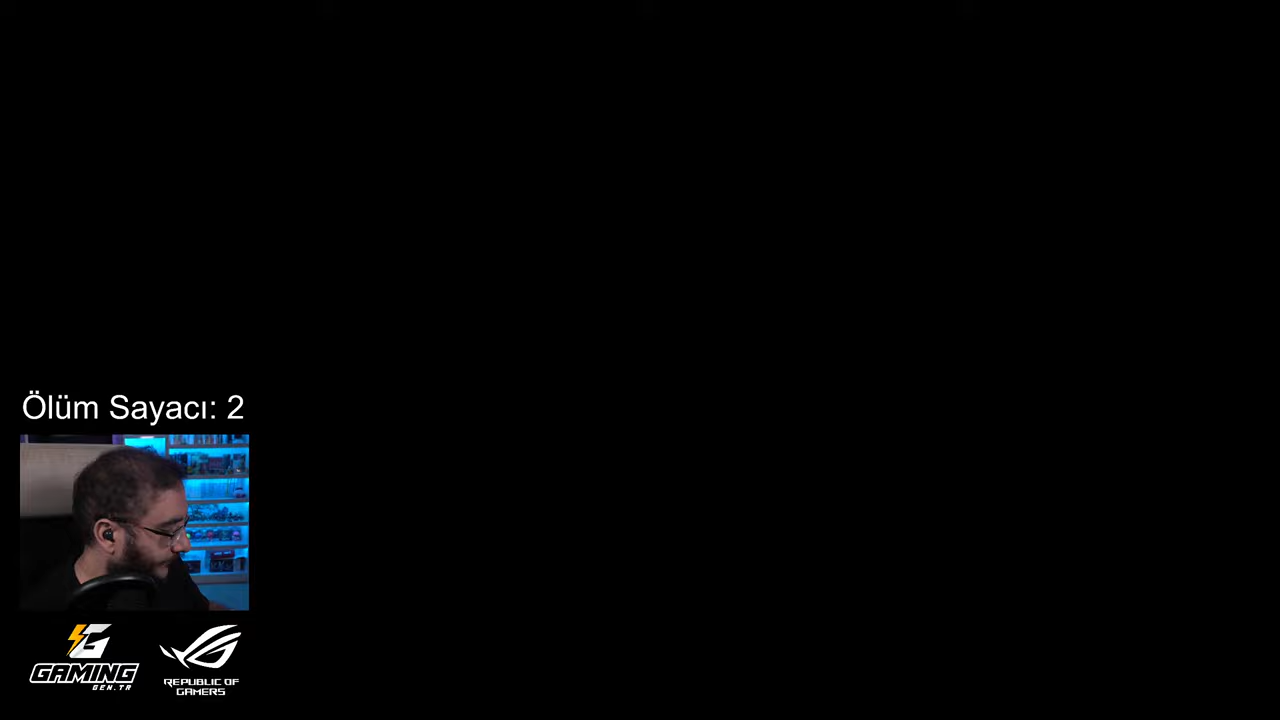 Ölüm Sayacı: 2
GAMING
GEN.TR
REPUBLIC OF
GAMERS